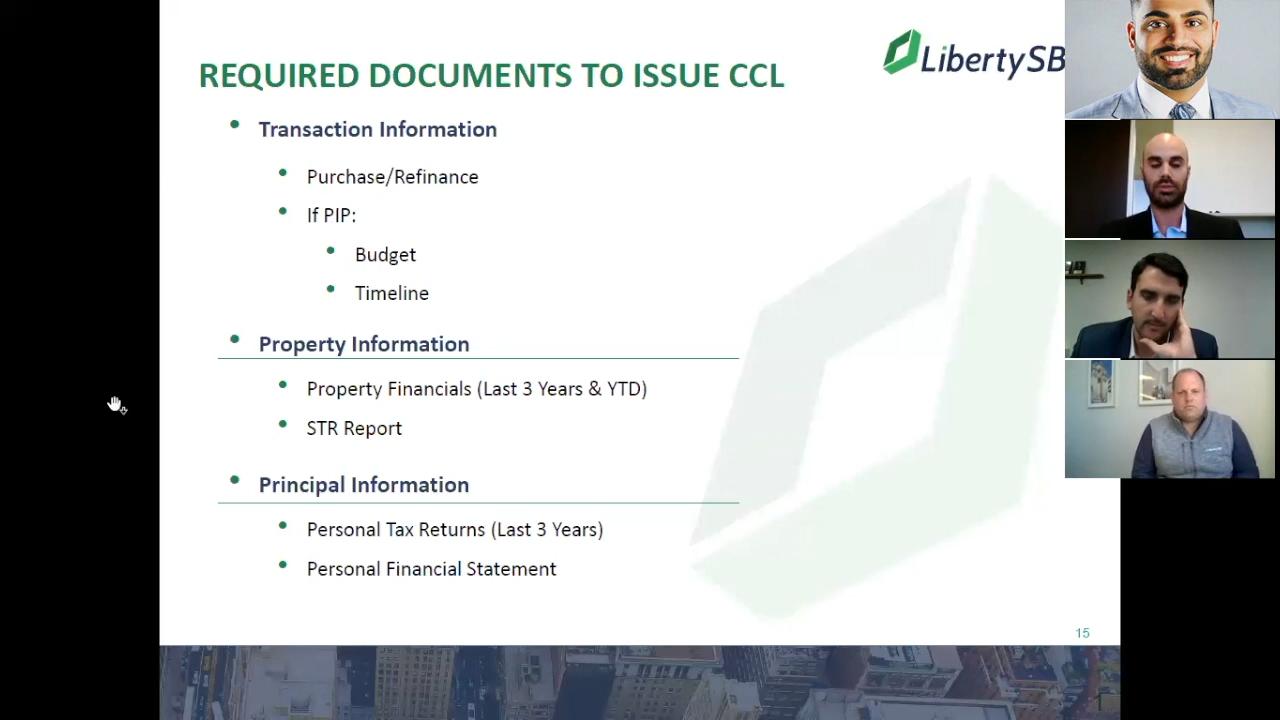 REQUIRED DOCUMENTS TO ISSUE CCL
LibertySB
Transaction Information
Purchase/Refinance
If PIP:
Budget
Timeline
Property Information
Property Financials (Last 3 Years & YTD)
STR Report
Principal Information
Personal Tax Returns (Last 3 Years)
Personal Financial Statement
15